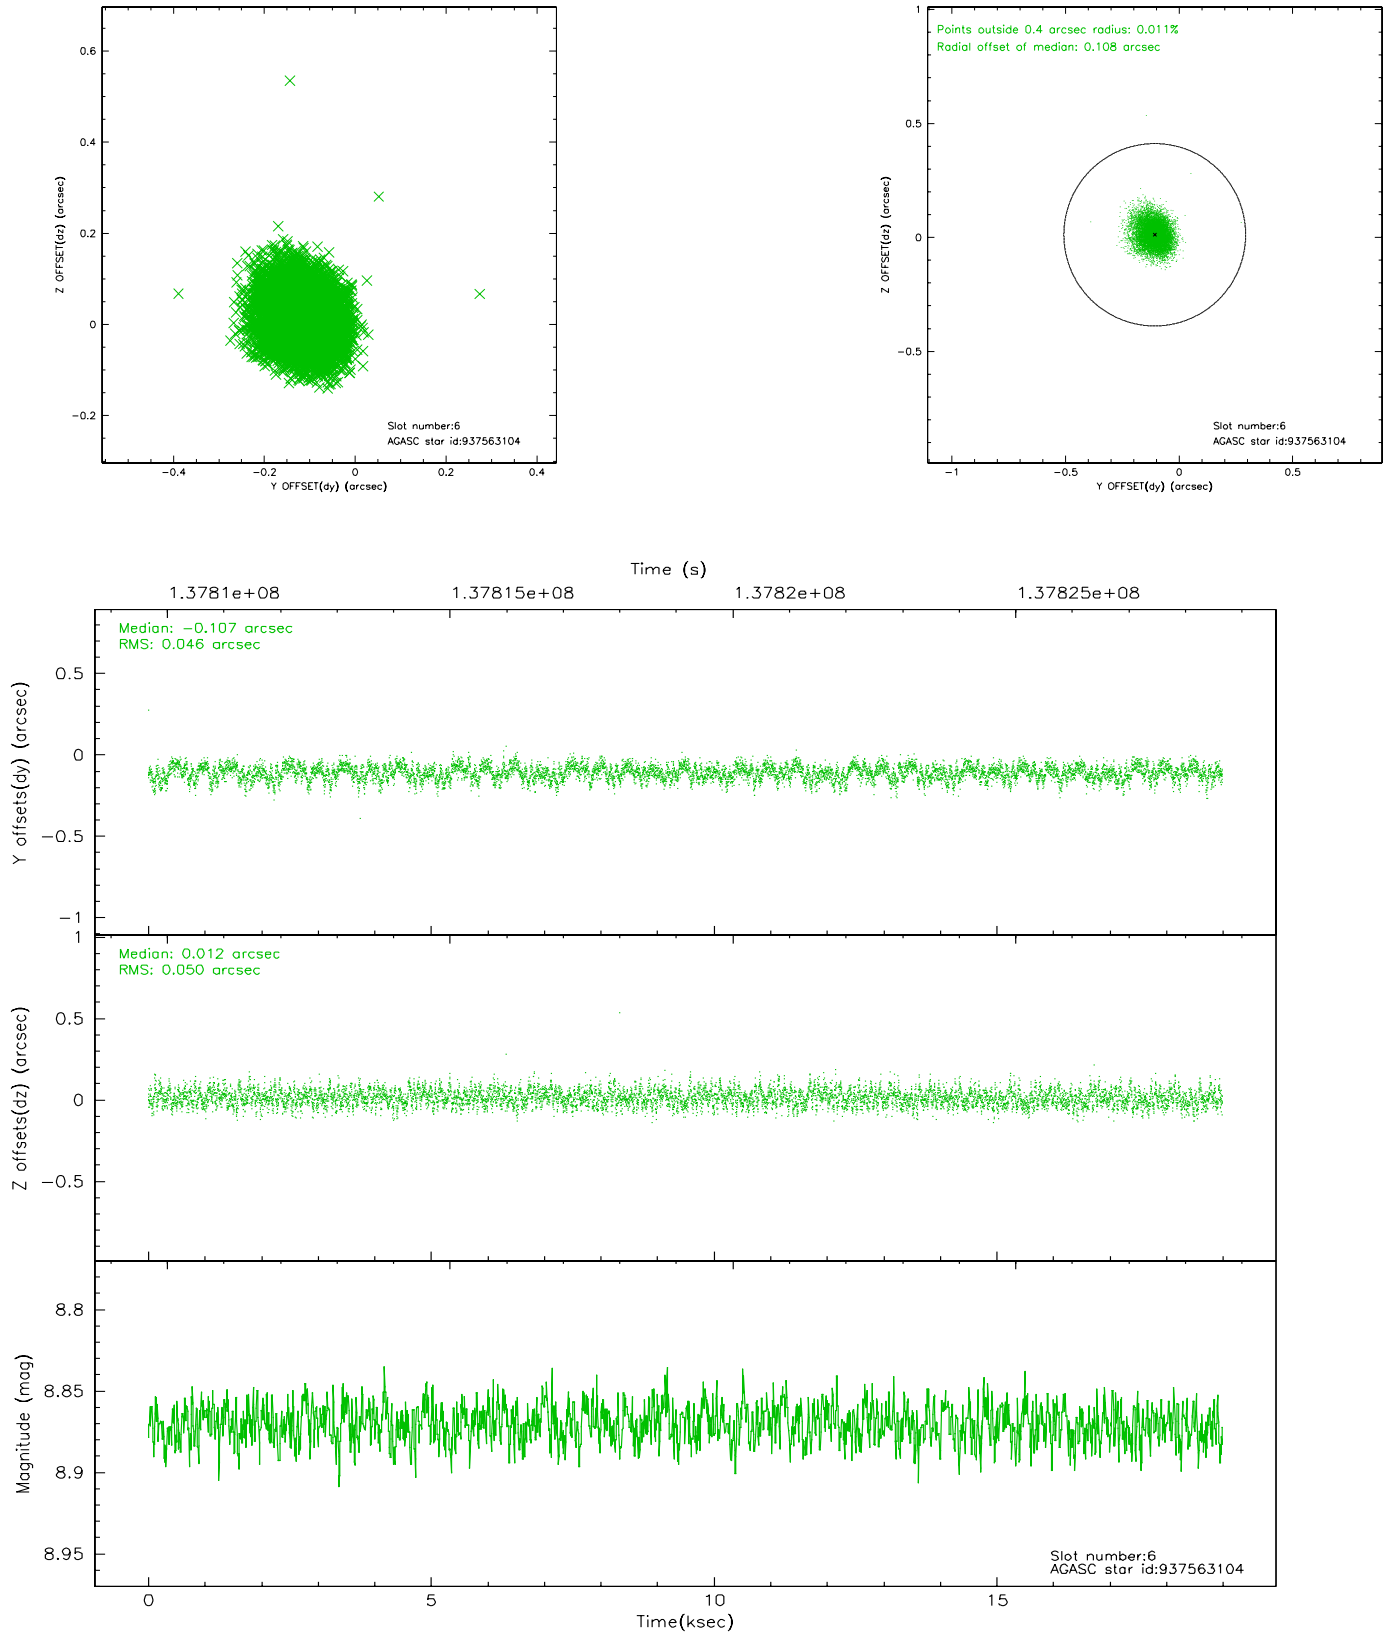 0.6
0.4
0.2
0
−0.2
Z OFFSET(dz) (arcsec)
Slot number:6
AGASC star id:937563104
−0.4
−0.2
0
0.2
0.4
Y OFFSET(dy) (arcsec)
Points outside 0.4 arcsec radius: 0.011%
Radial offset of median: 0.108 arcsec
1
0.5
0
−0.5
Z OFFSET(dz) (arcsec)
Slot number:6
AGASC star id:937563104
−1
−0.5
0
0.5
Y OFFSET(dy) (arcsec)
Time (s)
1.3781e+08
1.37815e+08
1.3782e+08
1.37825e+08
Median: −0.107 arcsec
RMS: 0.046 arcsec
0.5
0
−0.5
−1
Y offsets(dy) (arcsec)
Median: 0.012 arcsec
RMS: 0.050 arcsec
1
0.5
0
−0.5
Z offsets(dz) (arcsec)
8.8
8.85
8.9
8.95
Magnitude (mag)
Slot number:6
AGASC star id:937563104
0
5
10
15
Time(ksec)